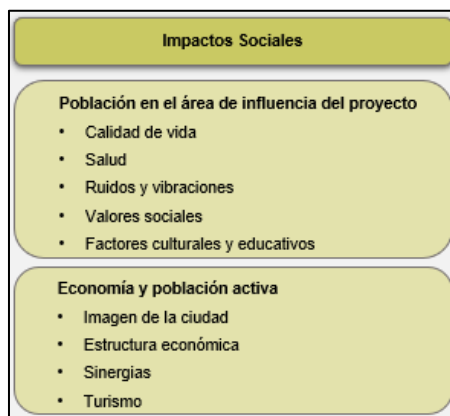 Impactos Sociales
Población en el área de influencia del proyecto
• Calidad de vida
• Salud
• Ruidos y vibraciones
• Valores sociales
• Factores culturales y educativos
Economía y población activa
• Imagen de la ciudad
• Estructura económica
• Sinergias
• Turismo